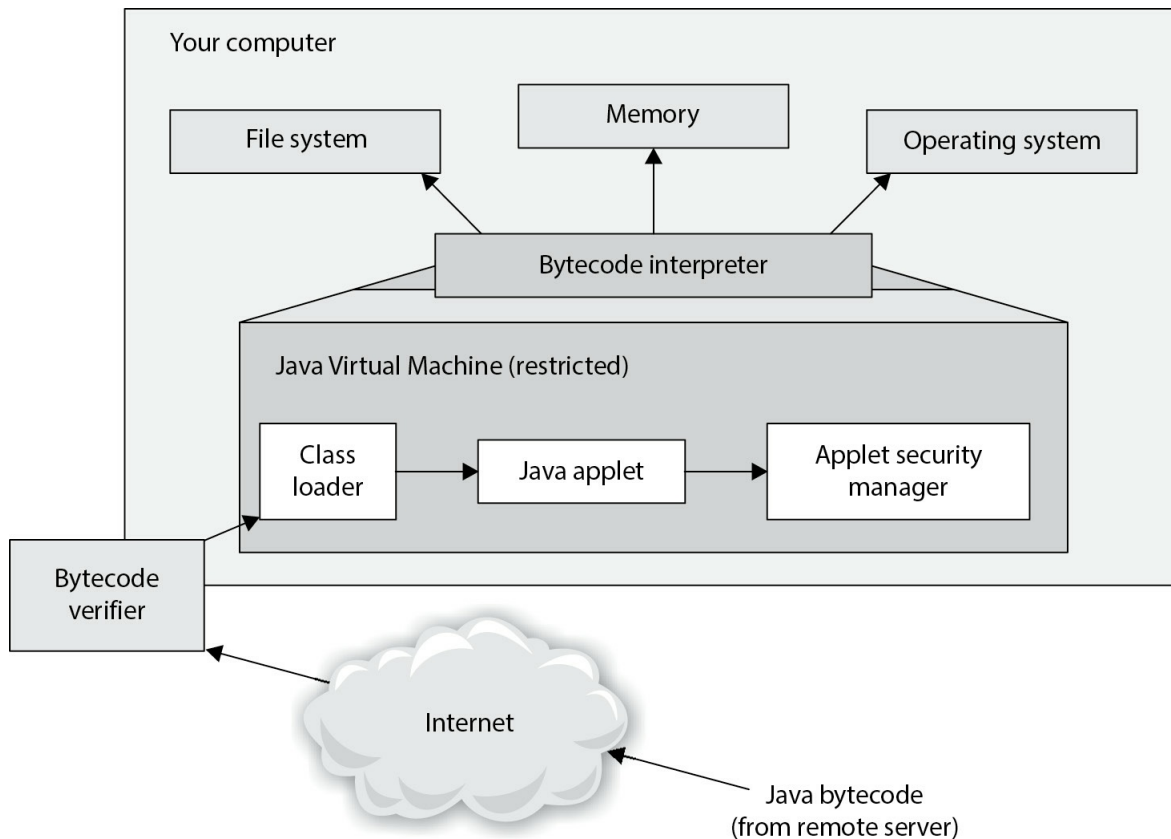 Your computer
File system
Memory
Operating system
Bytecode interpreter
Java Virtual Machine (restricted)
Class
loader
Java applet
Applet security
manager
Bytecode
verifier
Internet
Java bytecode
(from remote server)